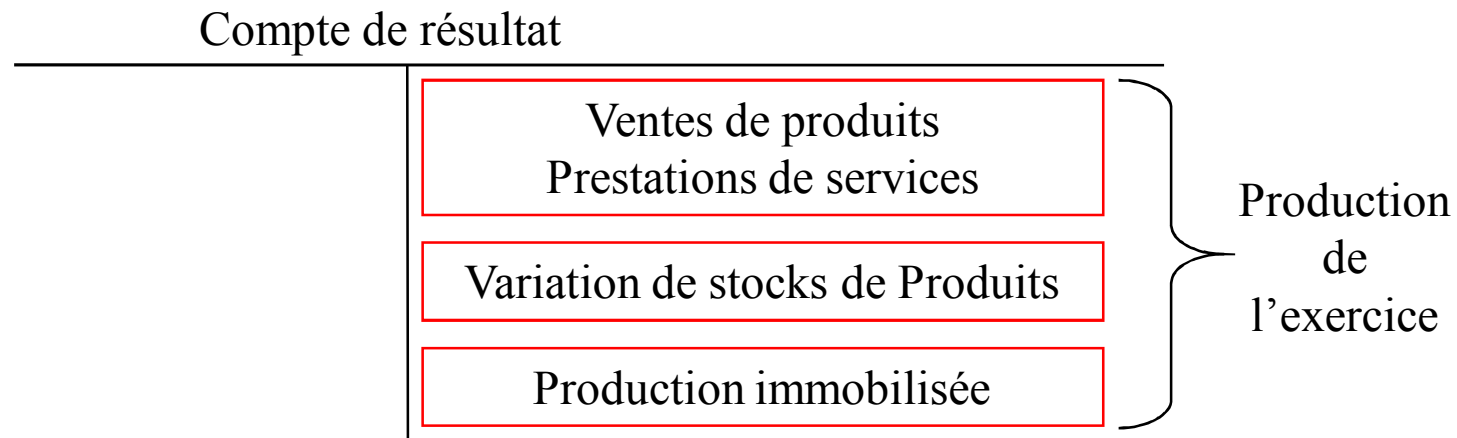 Compte de résultat
Ventes de produits
Prestations de services
Variation de stocks de Produits
Production immobilisée
Production
de
l’exercice